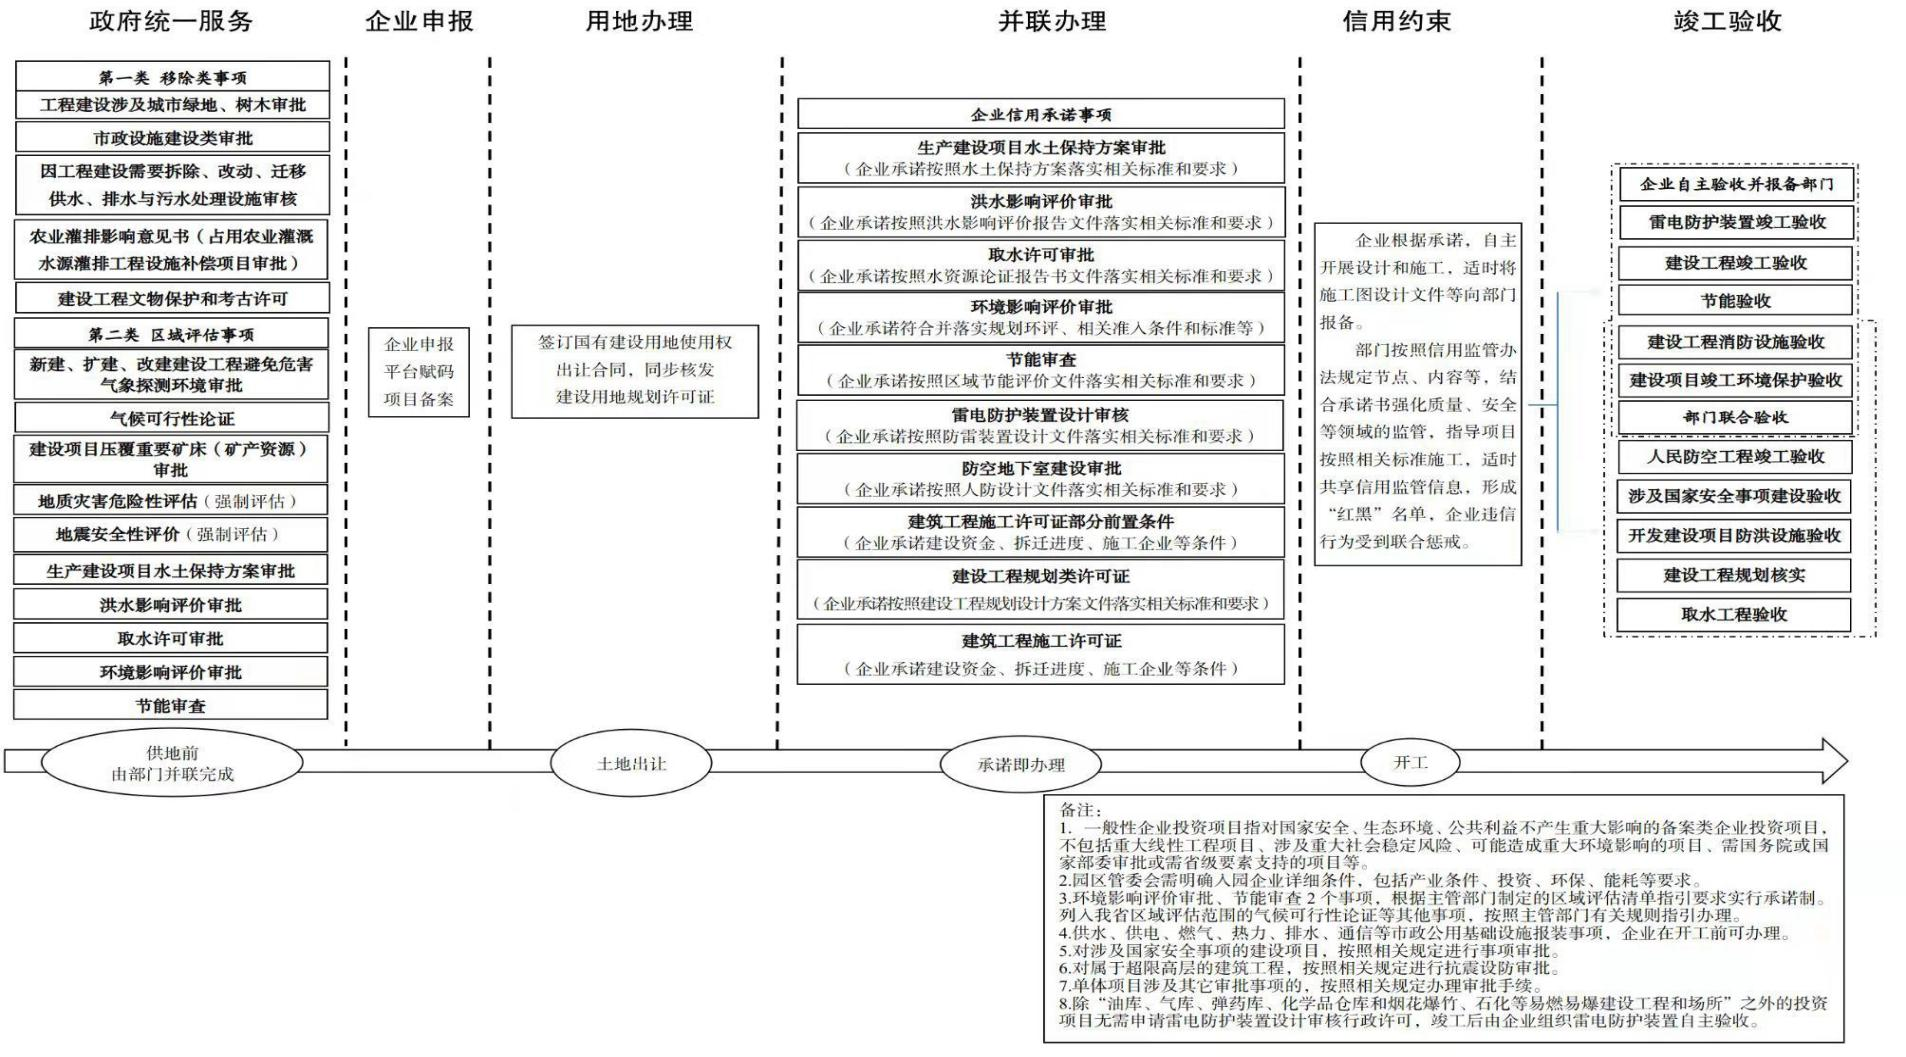 政府统一服务
企业申报
用地办理
并联办理
信用约束
竣工验收
第一类 移除类事项
工程建设涉及城市绿地、树木审批
市政设施建设类审批
因工程建设需要拆除、改动、迁移
供水、排水与污水处理设施审核
农业灌排影响意见书（占用农业灌溉
水源灌排工程设施补偿项目审批）
建设工程文物保护和考古许可
第二类 区域评估事项
新建、扩建、改建建设工程避免危害
气象探测环境审批
气候可行性论证
建设项目压覆重要矿床（矿产资源）
审批
地质灾害危险性评估（强制评估）
地震安全性评价（强制评估）
生产建设项目水土保持方案审批
洪水影响评价审批
取水许可审批
环境影响评价审批
节能审查
企业申报
平台赋码
项目备案
签订国有建设用地使用权
出让合同，同步核发
建设用地规划许可证
企业信用承诺事项
生产建设项目水土保持方案审批
（企业承诺按照水土保持方案落实相关标准和要求）
洪水影响评价审批
（企业承诺按照洪水影响评价报告文件落实相关标准和要求）
取水许可审批
（企业承诺按照水资源论证报告书文件落实相关标准和要求）
环境影响评价审批
（企业承诺符合并落实规划环评、相关准入条件和标准等）
节能审查
（企业承诺按照区域节能评价文件落实相关标准和要求）
雷电防护装置设计审核
（企业承诺按照防雷装置设计文件落实相关标准和要求）
防空地下室建设审批
（企业承诺按照人防设计文件落实相关标准和要求）
建筑工程施工许可证部分前置条件
（企业承诺建设资金、拆迁进度、施工企业等条件）
建设工程规划类许可证
（企业承诺按照建设工程规划设计方案文件落实相关标准和要求）
建筑工程施工许可证
（企业承诺建设资金、拆迁进度、施工企业等条件）
企业根据承诺，自主
开展设计和施工，适时将
施工图设计文件等向部门
报备。
部门按照信用监管办
法规定节点、内容等，结
合承诺书强化质量、安全
等领域的监管，指导项目
按照相关标准施工，适时
共享信用监管信息，形成
“红黑”名单，企业违信
行为受到联合惩戒。
企业自主验收并报备部门
雷电防护装置竣工验收
建设工程竣工验收
节能验收
建设工程消防设施验收
建设项目竣工环境保护验收
部门联合验收
人民防空工程竣工验收
涉及国家安全事项建设验收
开发建设项目防洪设施验收
建设工程规划核实
取水工程验收
供地前
由部门并联完成
土地出让
承诺即办理
开工
备注：
1. 一般性企业投资项目指对国家安全、生态环境、公共利益不产生重大影响的备案类企业投资项目，
不包括重大线性工程项目、涉及重大社会稳定风险、可能造成重大环境影响的项目、需国务院或国
家部委审批或需省级要素支持的项目等。
2.园区管委会需明确入园企业详细条件，包括产业条件、投资、环保、能耗等要求。
3.环境影响评价审批、节能审查2个事项，根据主管部门制定的区域评估清单指引要求实行承诺制。
列入我省区域评估范围的气候可行性论证等其他事项，按照主管部门有关规则指引办理。
4.供水、供电、燃气、热力、排水、通信等市政公用基础设施报装事项，企业在开工前可办理。
5.对涉及国家安全事项的建设项目，按照相关规定进行事项审批。
6.对属于超限高层的建筑工程，按照相关规定进行抗震设防审批。
7.单体项目涉及其它审批事项的，按照相关规定办理审批手续。
8.除“油库、气库、弹药库、化学品仓库和烟花爆竹、石化等易燃易爆建设工程和场所”之外的投资
项目无需申请雷电防护装置设计审核行政许可，竣工后由企业组织雷电防护装置自主验收。